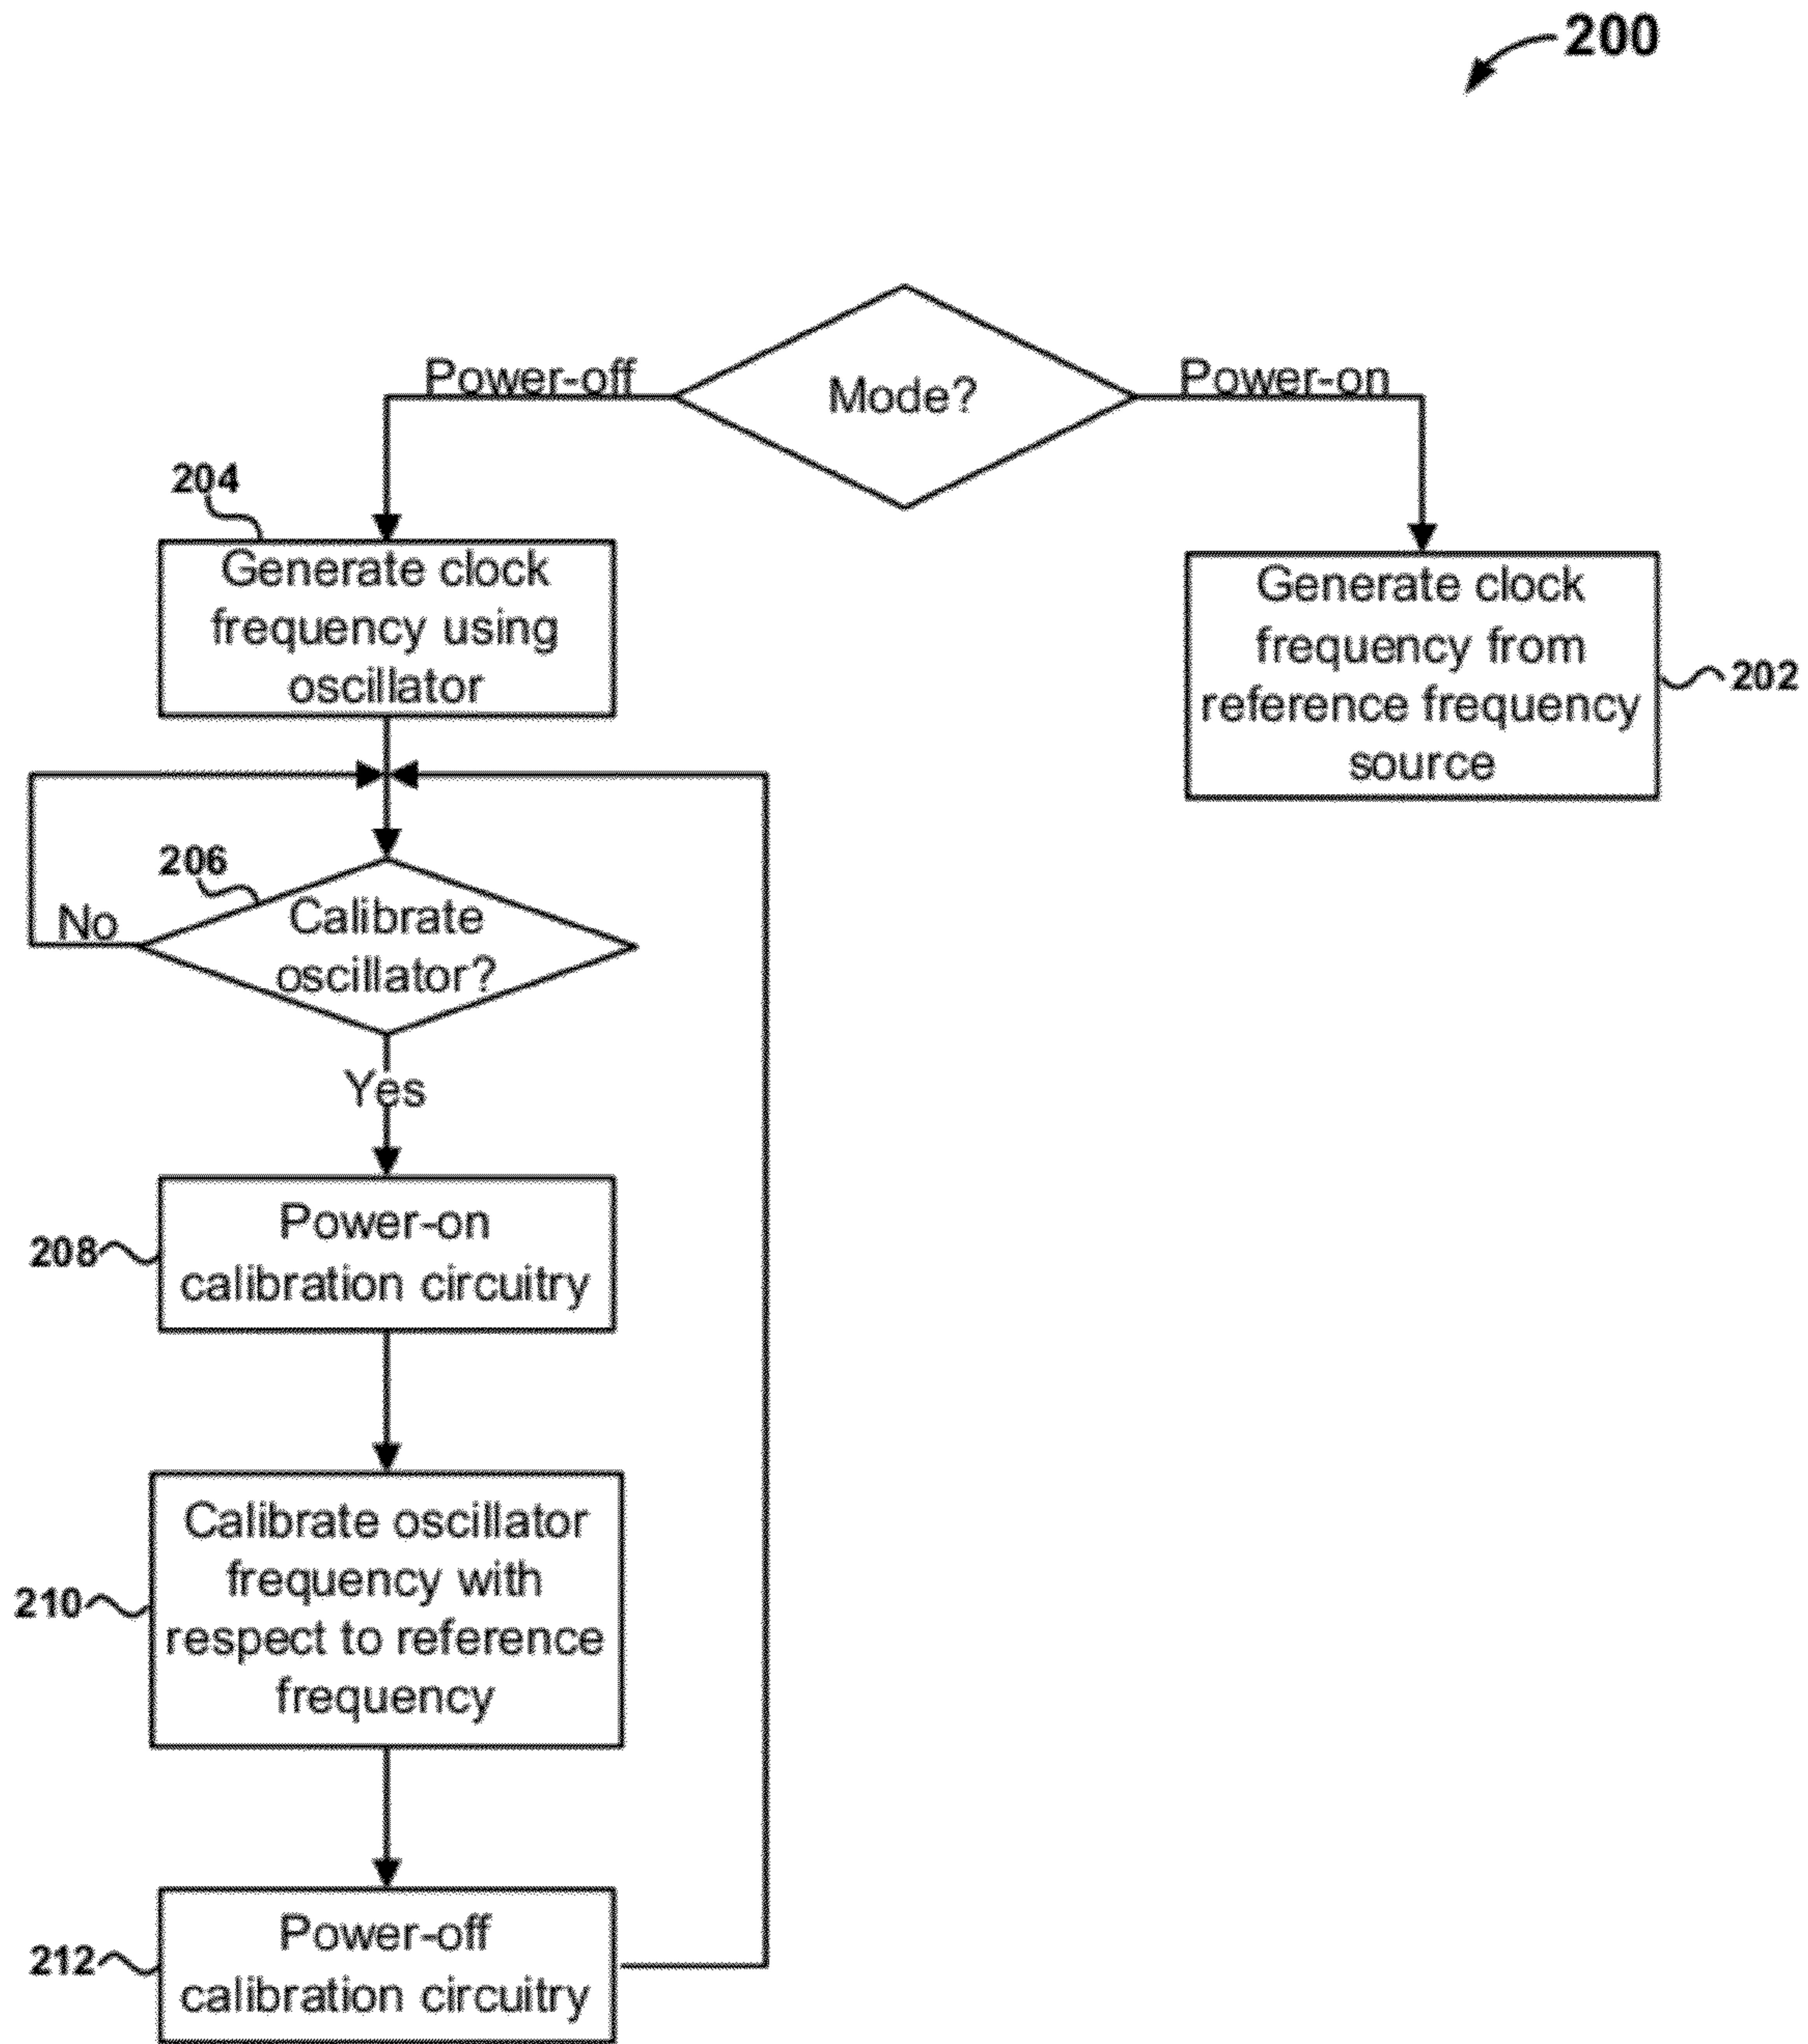 200
Mode?
Power-off
Power-on
204
Generate clock
frequency using
oscillator
Generate clock
frequency from
reference frequency
source
202
206
Calibrate
oscillator?
No
Yes
208
Power-on
calibration circuitry
210
Calibrate oscillator
frequency with
respect to reference
frequency
212
Power-off
calibration circuitry